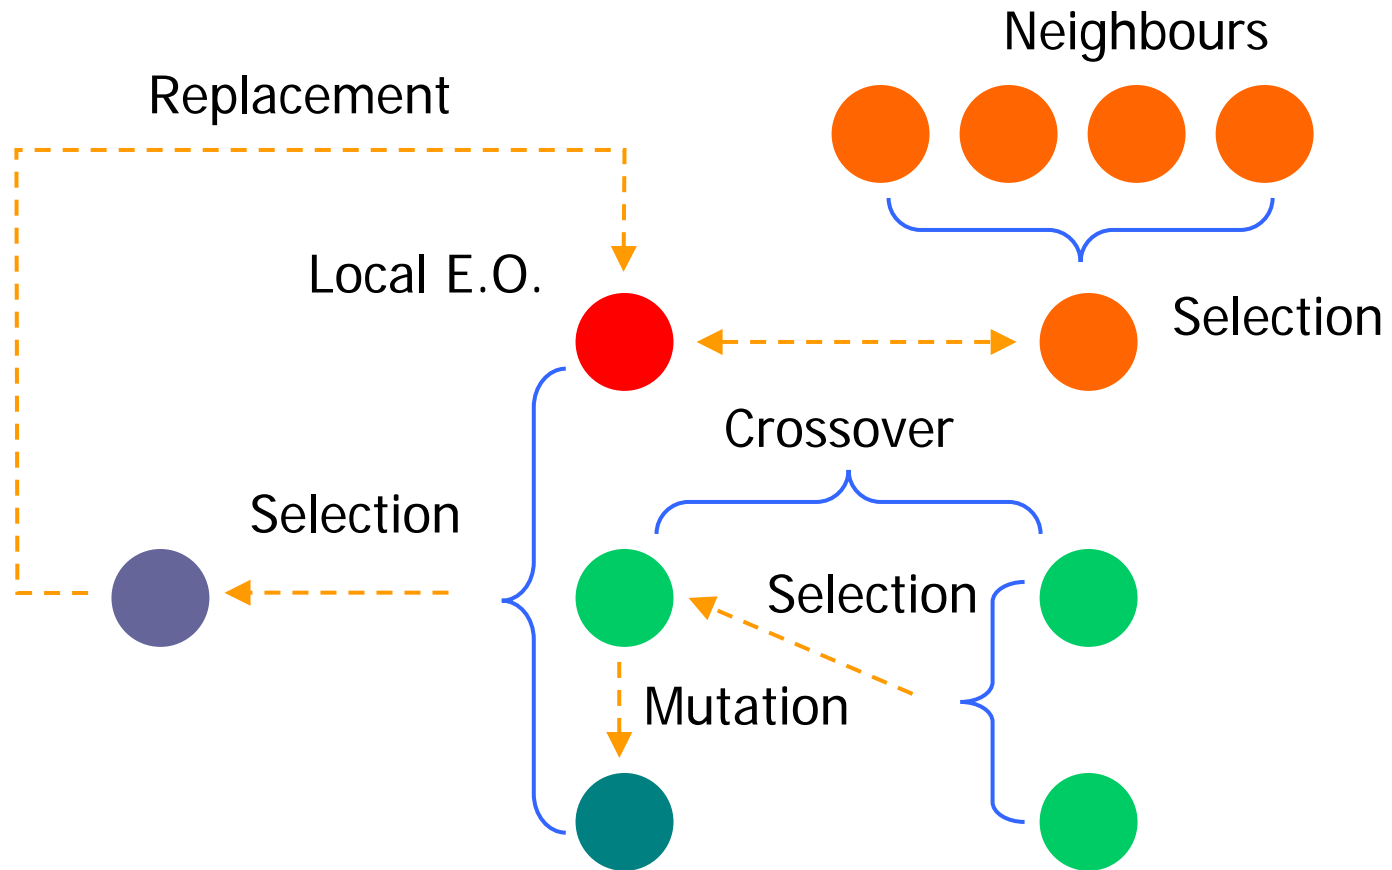 Neighbours
Replacement
Local E.O.
Selection
Crossover
Selection
Selection
Mutation